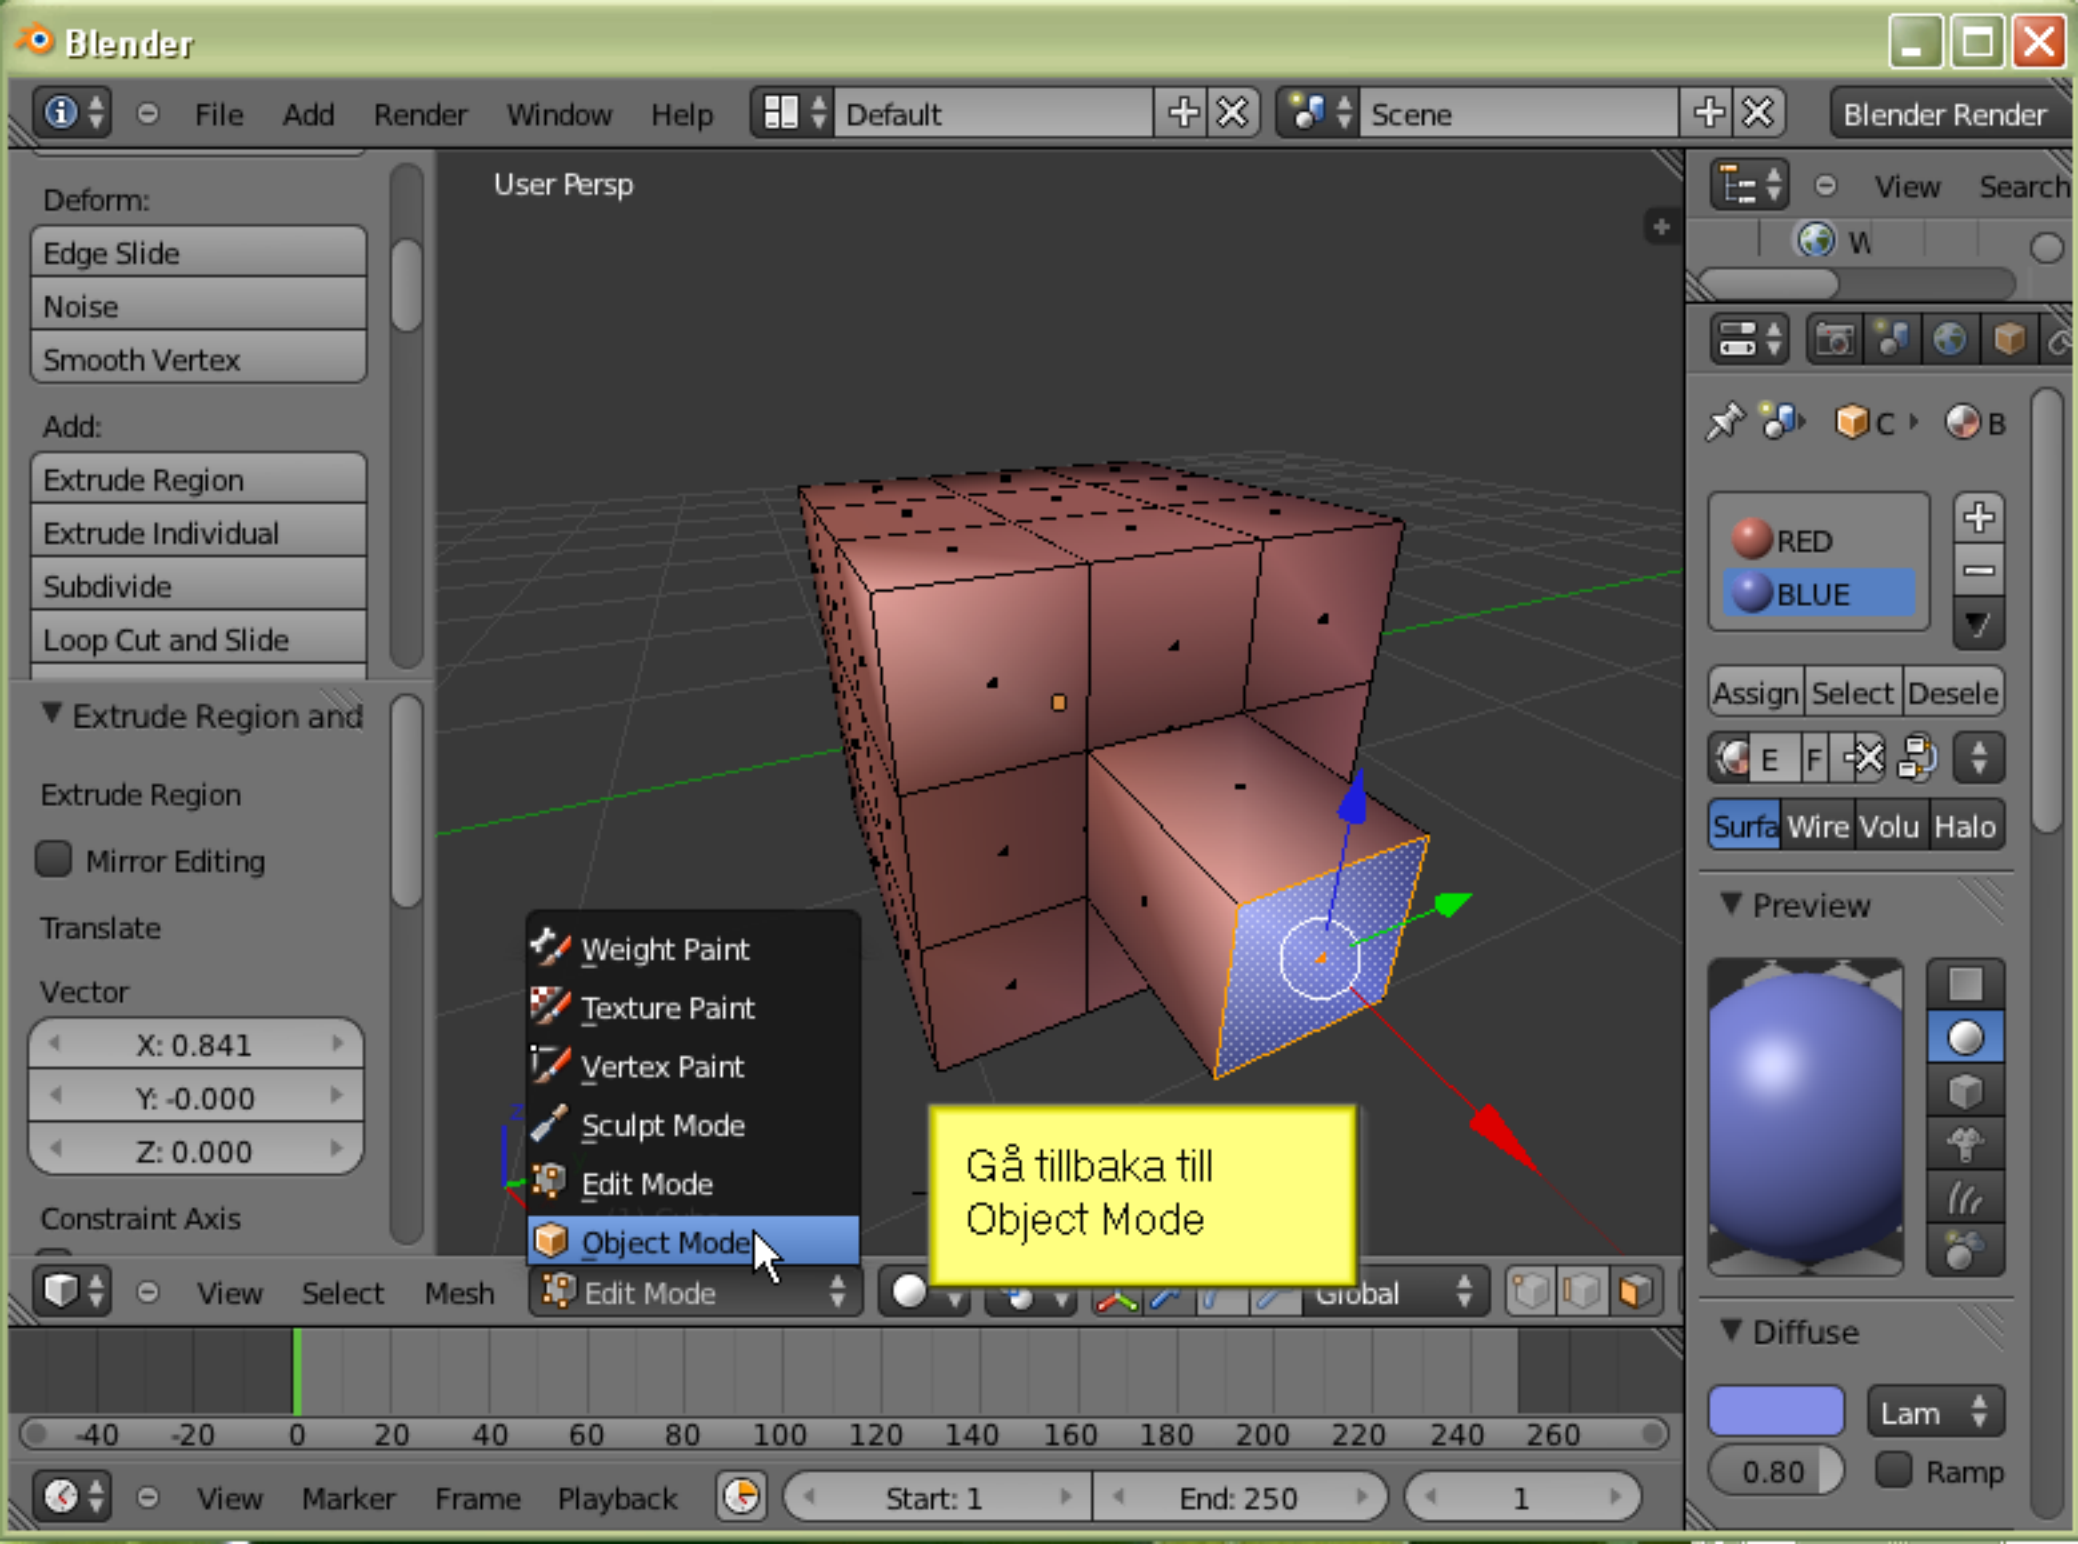 Blender
File Add Render Window Help Default Scene Blender Render
User Persp
View Search
W
Deform:
Edge Slide
Noise
Smooth Vertex
Add:
Extrude Region
Extrude Individual
Subdivide
Loop Cut and Slide
Extrude Region and
Extrude Region
Mirror Editing
Translate
Vector
X: 0.841
Y: -0.000
Z: 0.000
Constraint Axis
z
Weight Paint
Texture Paint
Vertex Paint
Sculpt Mode
Edit Mode
Object Mode
Gå tillbaka till
Object Mode
View Select Mesh Edit Mode Global
C B
RED
BLUE
Assign Select Desele
E F
Surfa Wire Volu Halo
Preview
Diffuse
Lam
0.80 Ramp
-40 -20 0 20 40 60 80 100 120 140 160 180 200 220 240 260
View Marker Frame Playback Start: 1 End: 250 1